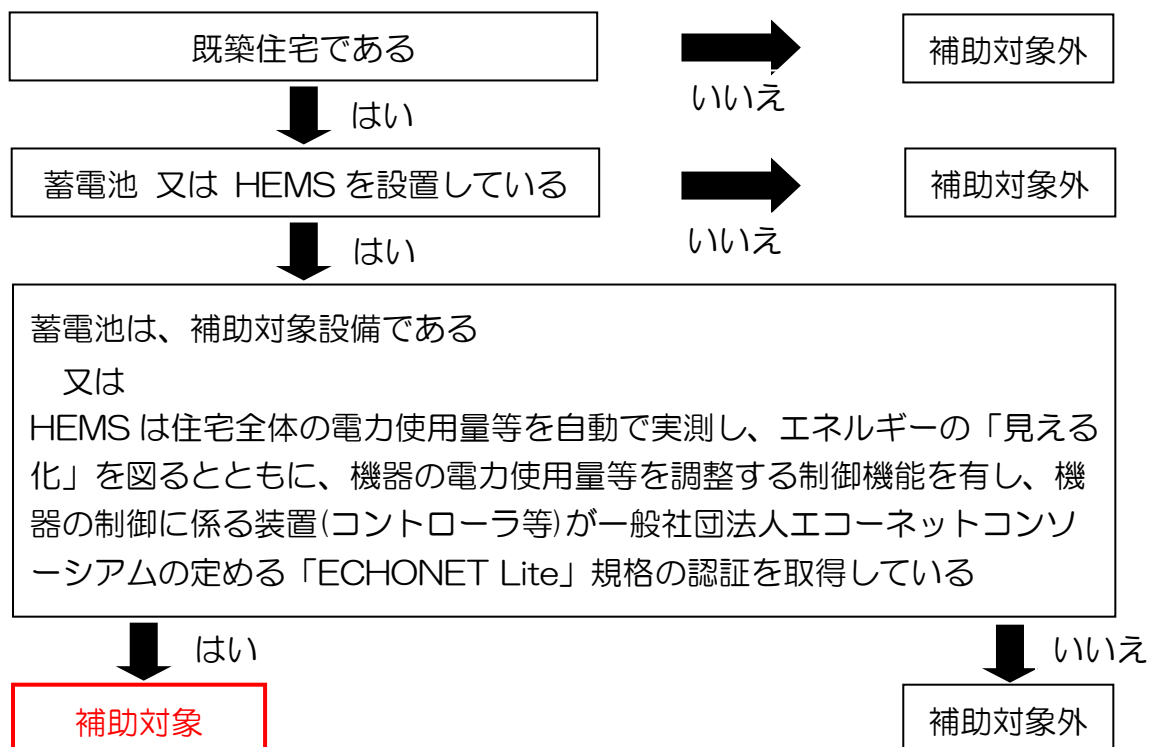 既築住宅である
補助対象外
いいえ
はい
蓄電池 又は HEMSを設置している
補助対象外
いいえ
はい
蓄電池は、補助対象設備である
又は
HEMSは住宅全体の電力使用量等を自動で実測し、エネルギーの「見える
化」を図るとともに、機器の電力使用量等を調整する制御機能を有し、機
器の制御に係る装置(コントローラ等)が一般社団法人エコーネットコンソ
ーシアムの定める「ECHONET Lite」規格の認証を取得している
はい
いいえ
補助対象
補助対象外